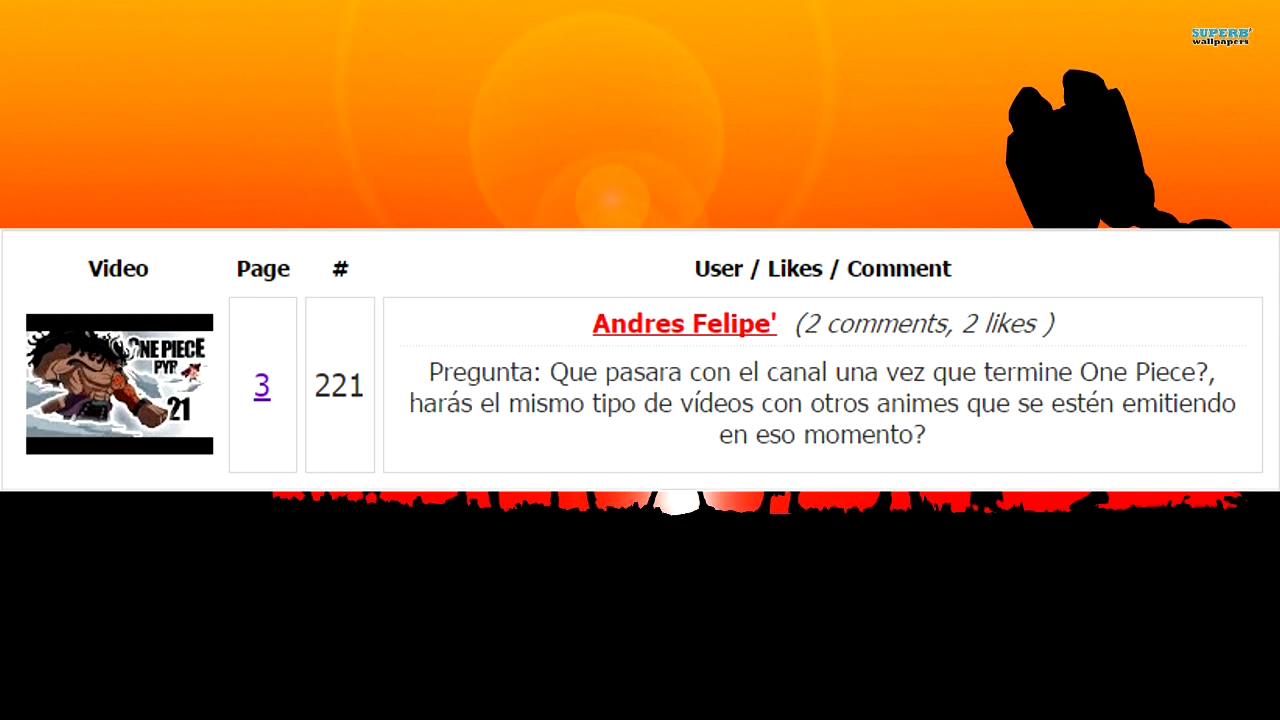 SUPERB'
wallpapers
Video Page # User / Likes / Comment
ONE PIECE
PYR
21
3
221
Andres Felipe' (2 comments, 2 likes )
Pregunta: Que pasara con el canal una vez que termine One Piece?,
harás el mismo tipo de vídeos con otros animes que se estén emitiendo
en eso momento?